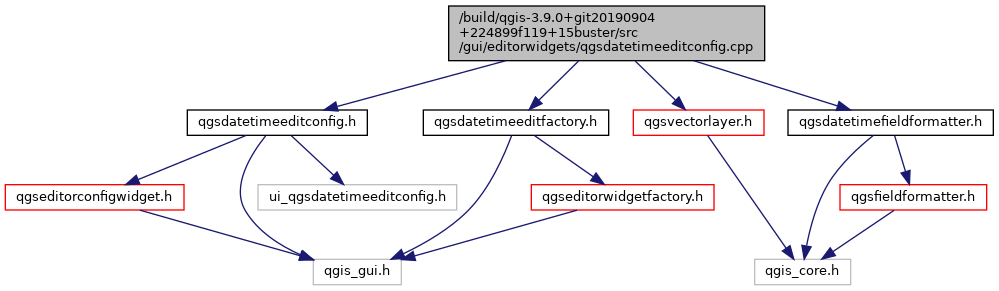 /build/qgis-3.9.0+git20190904
+224899f119+15buster/src
/gui/editorwidgets/qgsdatetimeeditconfig.cpp
qgsdatetimeeditconfig.h
qgsdatetimeeditfactory.h
qgsvectorlayer.h
qgsdatetimefieldformatter.h
qgseditorconfigwidget.h
ui_qgsdatetimeeditconfig.h
qgseditorwidgetfactory.h
qgsfieldformatter.h
qgis_gui.h
qgis_core.h